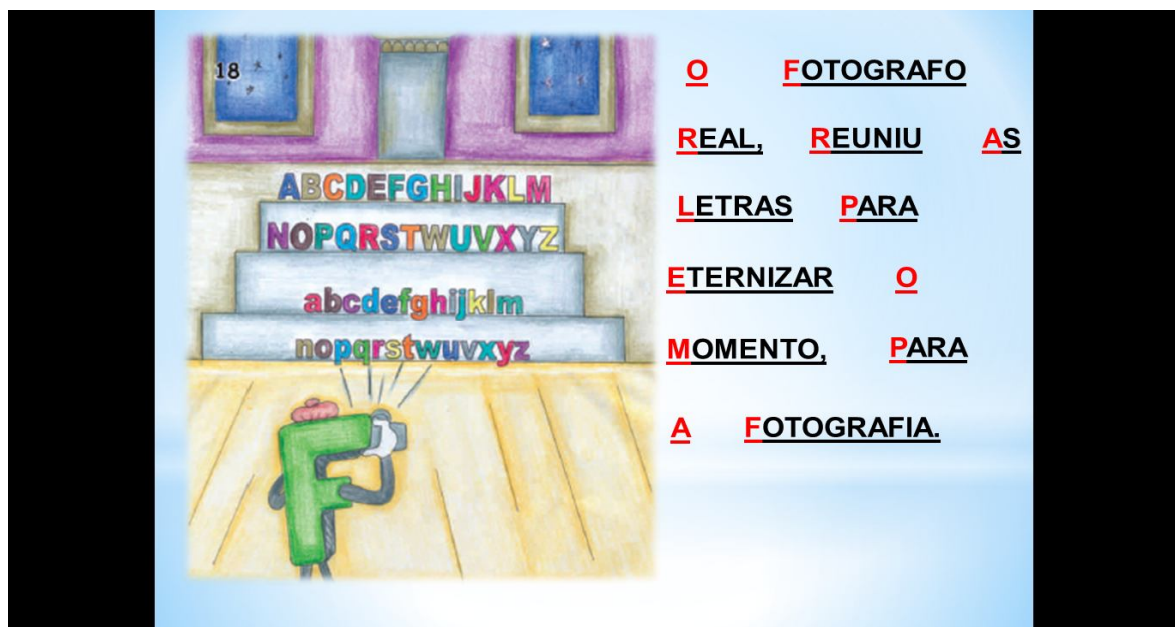 18
ABCDEFGHIJKLM
NOPQRSTWUVXYZ
abcdefghijklm
nopqrstwuvxyz
O FOTOGRAFO
REAL, REUNIU AS
LETRAS PARA
ETERNIZAR O
MOMENTO, PARA
A FOTOGRAFIA.
F